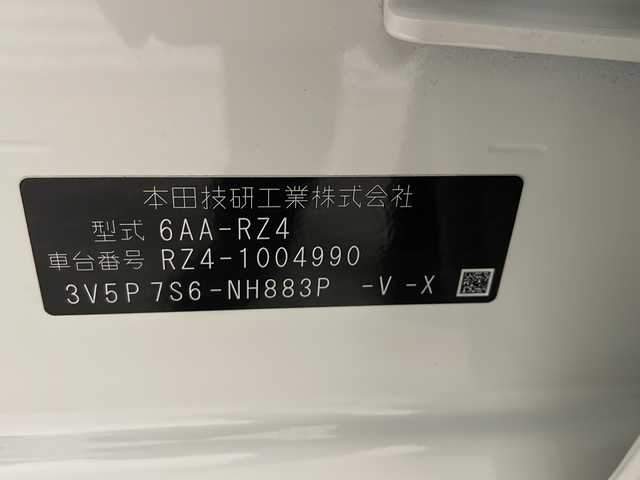 本田技研工業株式会社
型式 6AA-RZ4
車台番号 RZ4-1004990
3V5P 7S6-NH883P -V -X